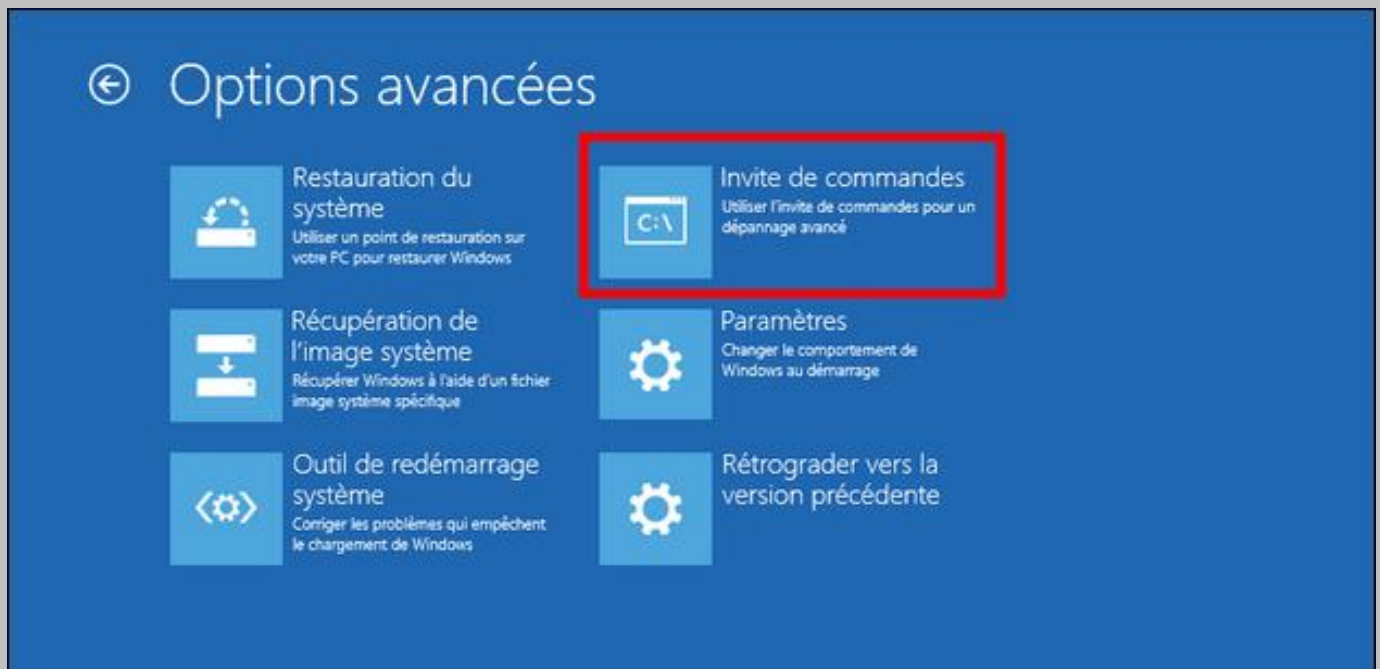 Options avancées
Restauration du
système
Utiliser un point de restauration sur
votre PC pour restaurer Windows
Récupération de
l'image système
Récupérer Windows à l'aide d'un fichier
image système spécifique
Outil de redémarrage
système
Corriger les problèmes qui empêchent
le chargement de Windows
C:\
Invite de commandes
Utiliser l'invite de commandes pour un
dépannage avancé
Paramètres
Changer le comportement de
Windows au démarrage
Rétrograder vers la
version précédente